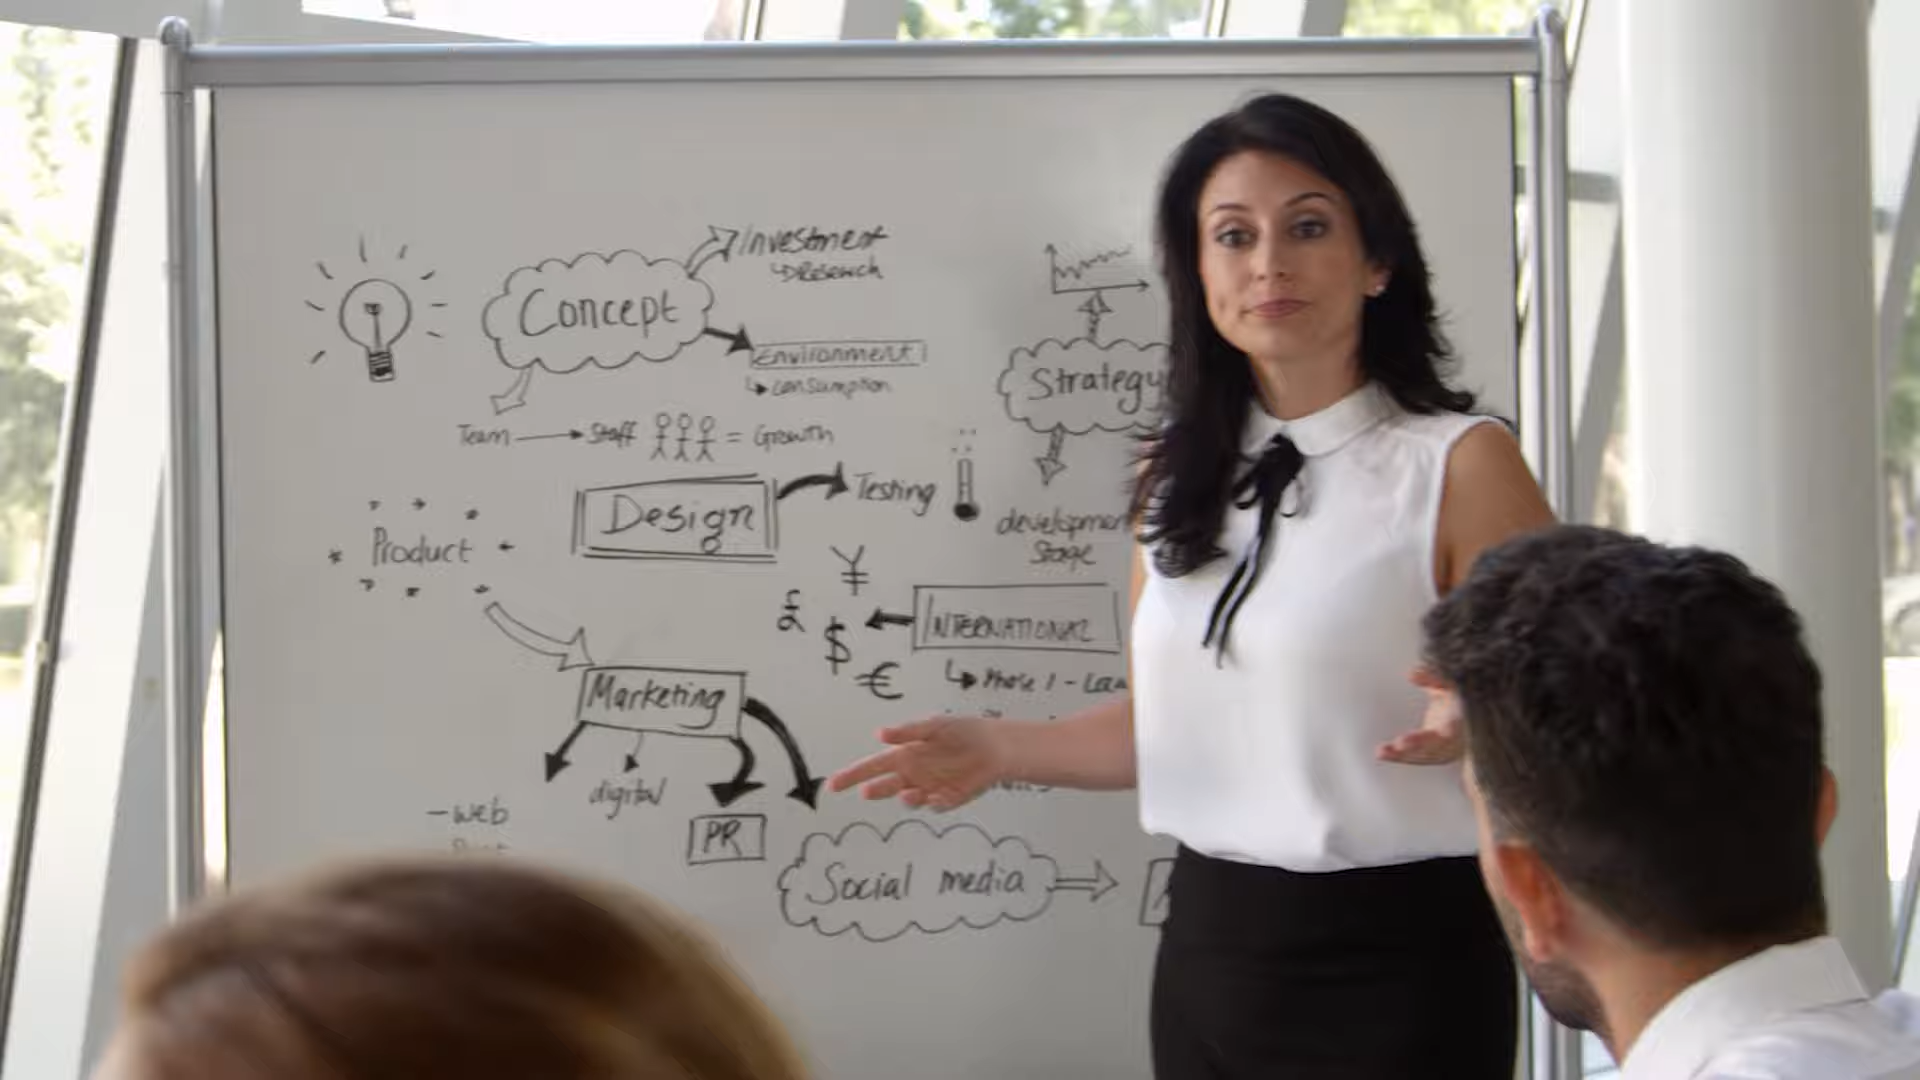 Investment
Research
Concept
Environment
consumption
Strategy
Team Staff = Growth
Design
Testing
development
Stage
Product
¥
£
$
€
INTERNATIONAL
Phase 1 -
Marketing
digital
- Web
PR
Social media